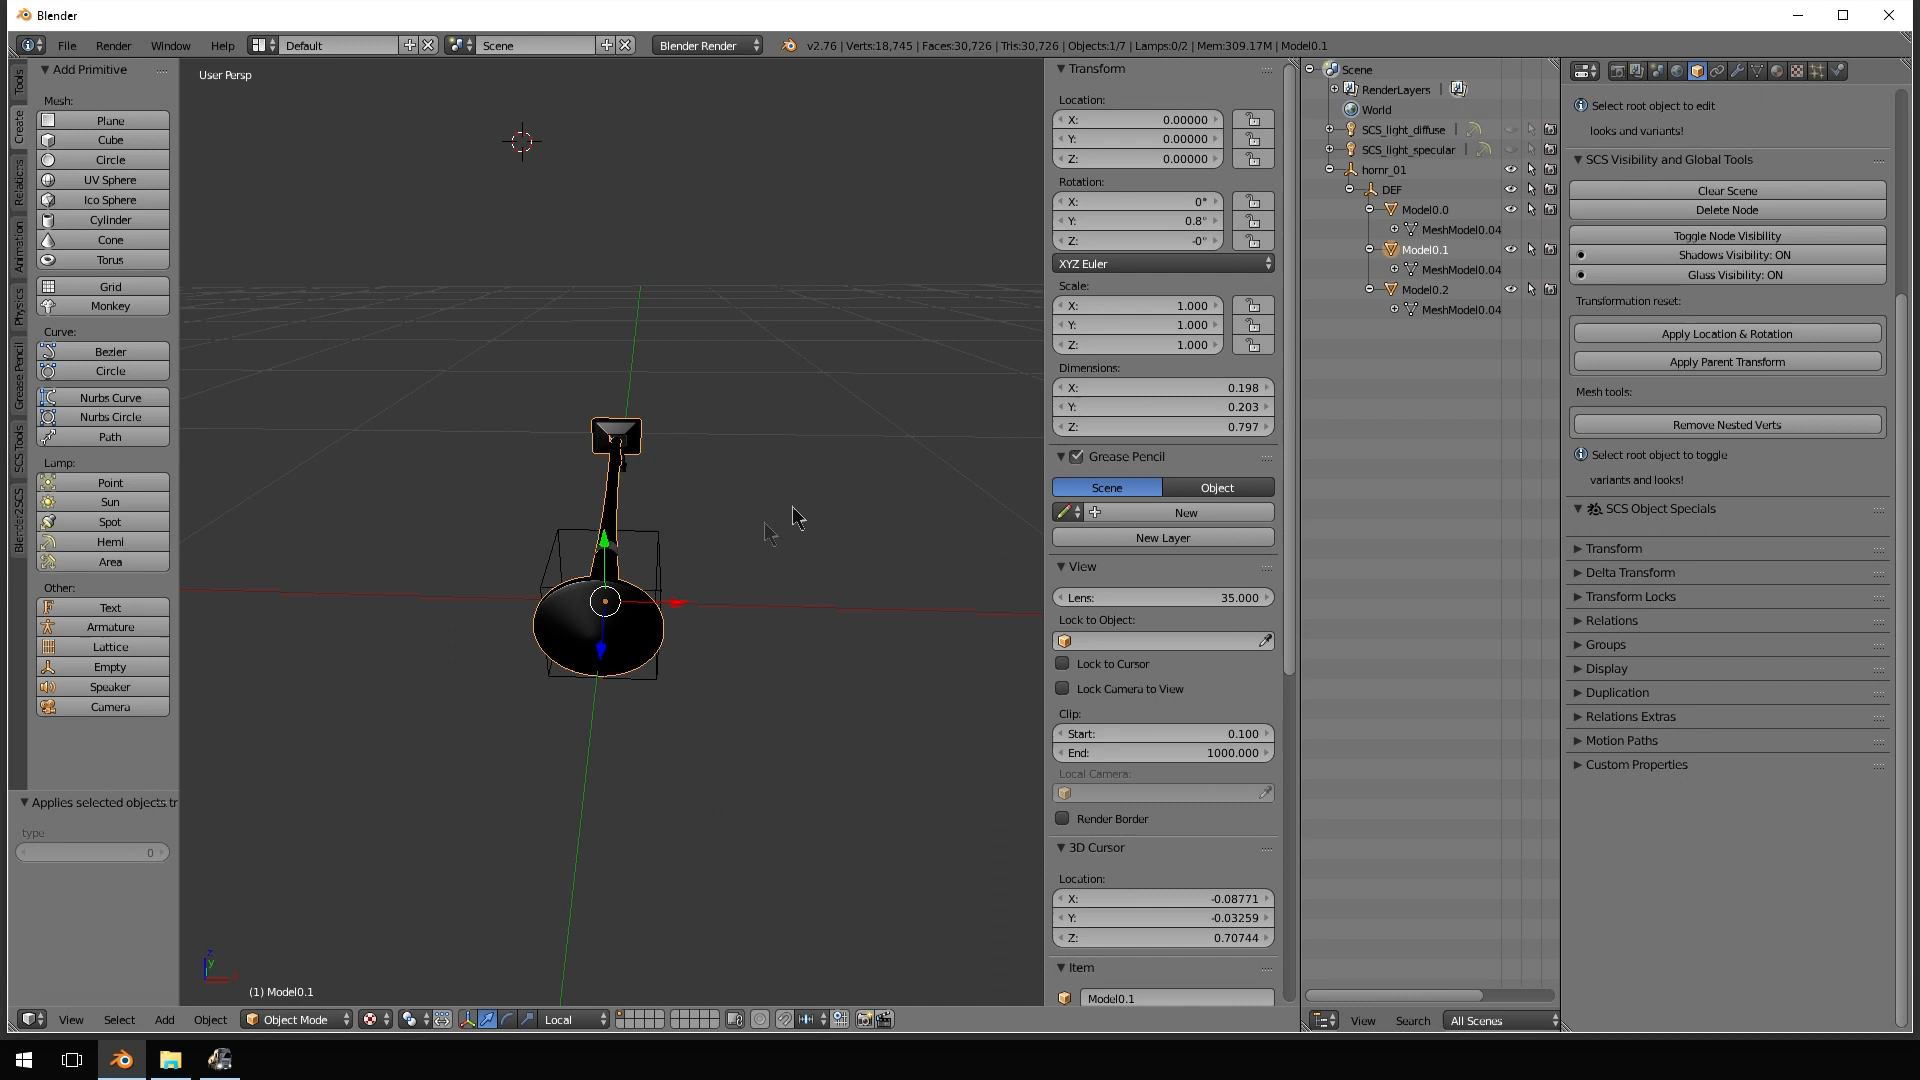 Blender
File
Render
Window
Help
Default
Scene
Blender Render
v2.76 | Verts:18,745 | Faces:30,726 | Tris:30,726 | Objects:1/7 | Lamps:0/2 | Mem:309.17M | Model0.1
Tools
Create
Relations
Animation
Physics
Grease Pencil
SCS Tools
Blender2SCS
Add Primitive
Mesh:
Plane
Cube
Circle
UV Sphere
Ico Sphere
Cylinder
Cone
Torus
Grid
Monkey
Curve:
Bezier
Circle
Nurbs Curve
Nurbs Circle
Path
Lamp:
Point
Sun
Spot
Hemi
Area
Other:
Text
Armature
Lattice
Empty
Speaker
Camera
Applies selected objects tr
type
0
User Persp
z
y
(1) Model0.1
View
Select
Add
Object
Object Mode
Local
Transform
Location:
X: 0.00000
Y: 0.00000
Z: 0.00000
Rotation:
X: 0°
Y: 0.8°
Z: -0°
XYZ Euler
Scale:
X: 1.000
Y: 1.000
Z: 1.000
Dimensions:
X: 0.198
Y: 0.203
Z: 0.797
Grease Pencil
Scene
Object
New
New Layer
View
Lens: 35.000
Lock to Object:
Lock to Cursor
Lock Camera to View
Clip:
Start: 0.100
End: 1000.000
Local Camera:
Render Border
3D Cursor
Location:
X: -0.08771
Y: -0.03259
Z: 0.70744
Item
Model0.1
Scene
RenderLayers |
World
SCS_light_diffuse |
SCS_light_specular |
hornr_01
DEF
Model0.0
MeshModel0.04
Model0.1
MeshModel0.04
Model0.2
MeshModel0.04
View
Search
All Scenes
Select root object to edit
looks and variants!
SCS Visibility and Global Tools
Clear Scene
Delete Node
Toggle Node Visibility
Shadows Visibility: ON
Glass Visibility: ON
Transformation reset:
Apply Location & Rotation
Apply Parent Transform
Mesh tools:
Remove Nested Verts
Select root object to toggle
variants and looks!
SCS Object Specials
Transform
Delta Transform
Transform Locks
Relations
Groups
Display
Duplication
Relations Extras
Motion Paths
Custom Properties